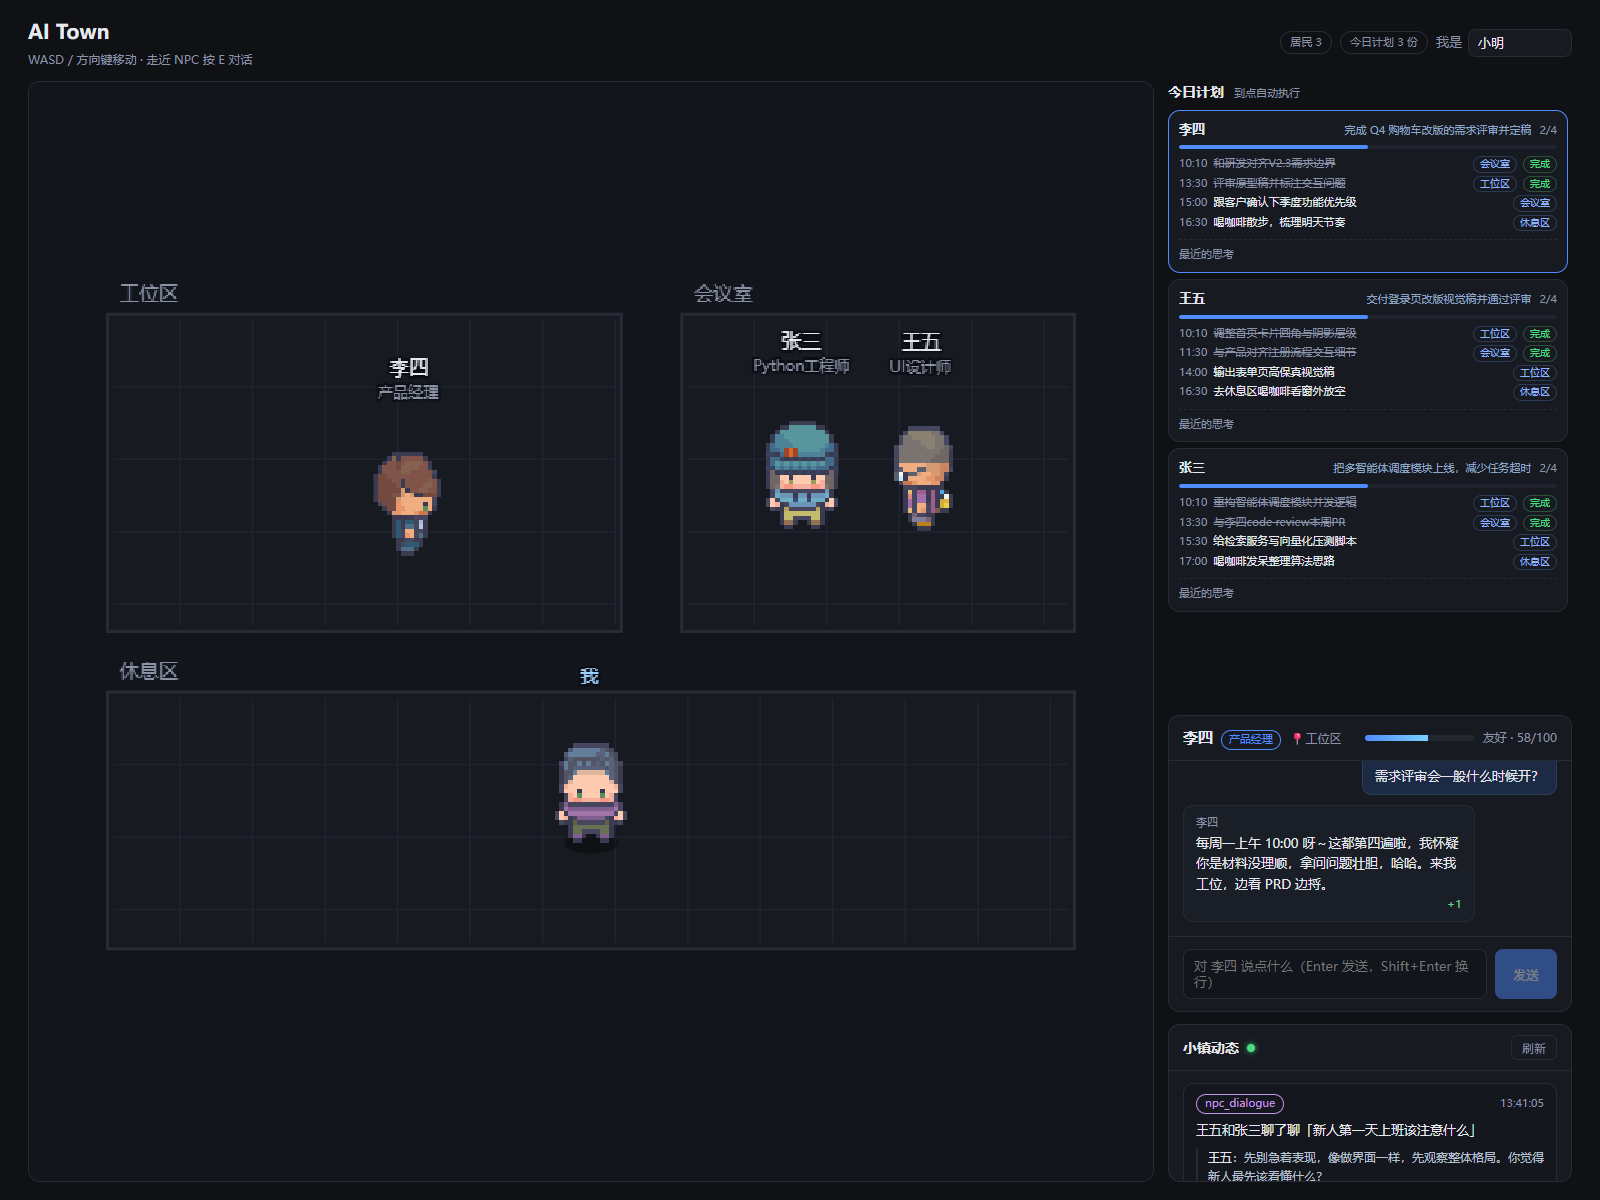 AI Town
WASD / 方向键移动 · 走近 NPC 按 E 对话
居民 3
今日计划 3 份
我是
小明
工位区
李四
产品经理
会议室
张三
Python工程师
王五
UI设计师
休息区
我
今日计划 到点自动执行
李四 完成 Q4 购物车改版的需求评审并定稿 2/4
10:10 和研发对齐V2.3需求边界 会议室 完成
13:30 评审原型稿并标注交互问题 工位区 完成
15:00 跟客户确认下季度功能优先级 会议室
16:30 喝咖啡散步，梳理明天节奏 休息区
最近的思考
王五 交付登录页改版视觉稿并通过评审 2/4
10:10 调整首页卡片圆角与阴影层级 工位区 完成
11:30 与产品对齐注册流程交互细节 会议室 完成
14:00 输出表单页高保真视觉稿 工位区
16:30 去休息区喝咖啡看窗外放空 休息区
最近的思考
张三 把多智能体调度模块上线，减少任务超时 2/4
10:10 重构智能体调度模块并发逻辑 工位区 完成
13:30 与李四code review本周PR 会议室 完成
15:30 给检索服务写向量化压测脚本 工位区
17:00 喝咖啡发呆整理算法思路 休息区
最近的思考
李四 产品经理 工位区 友好 · 58/100
需求评审会一般什么时候开?
李四
每周一上午 10:00 呀～这都第四遍啦，我怀疑
你是材料没理顺，拿问问题壮胆，哈哈。来我
工位，边看 PRD 边捋。
+1
对 李四 说点什么（Enter 发送，Shift+Enter 换
行）
发送
小镇动态
刷新
npc_dialogue 13:41:05
王五和张三聊了聊「新人第一天上班该注意什么」
王五：先别急着表现，像做界面一样，先观察整体格局。你觉得
新人最先该看懂什么?